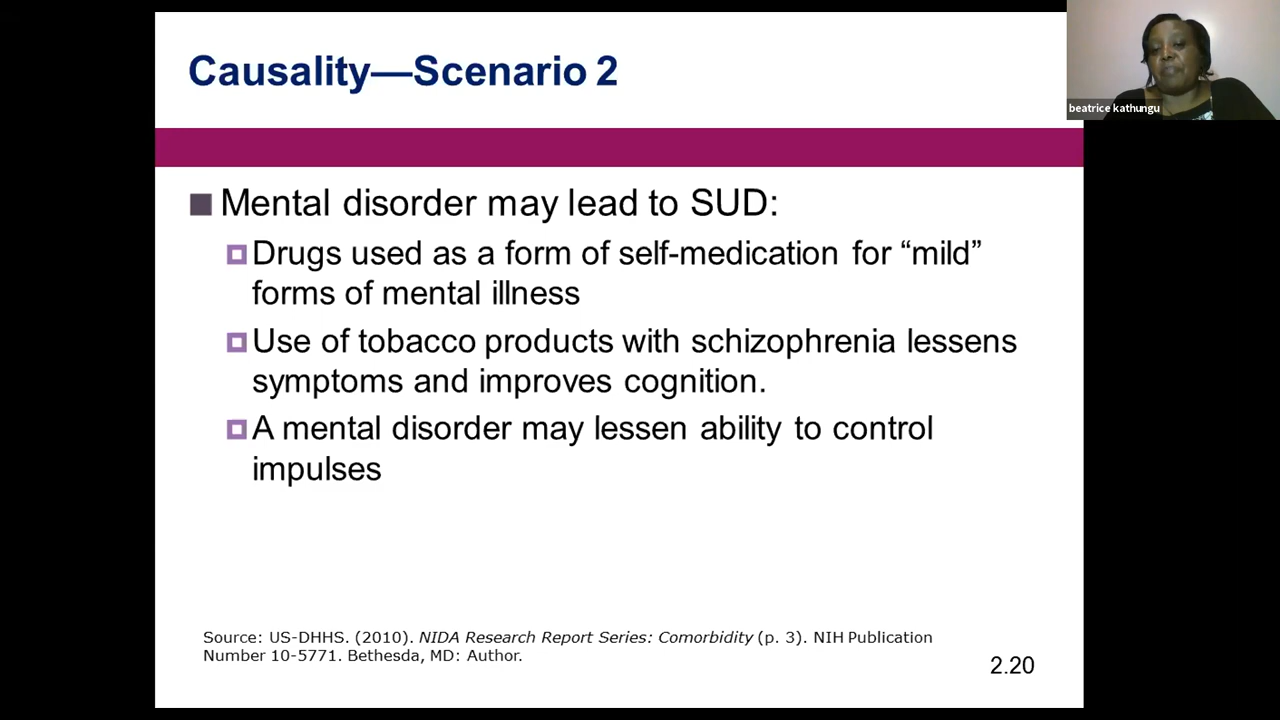 Causality—Scenario 2
beatrice kathungu
Mental disorder may lead to SUD:
Drugs used as a form of self-medication for “mild”
forms of mental illness
Use of tobacco products with schizophrenia lessens
symptoms and improves cognition.
A mental disorder may lessen ability to control
impulses
Source: US-DHHS. (2010). NIDA Research Report Series: Comorbidity (p. 3). NIH Publication
Number 10-5771. Bethesda, MD: Author.
2.20